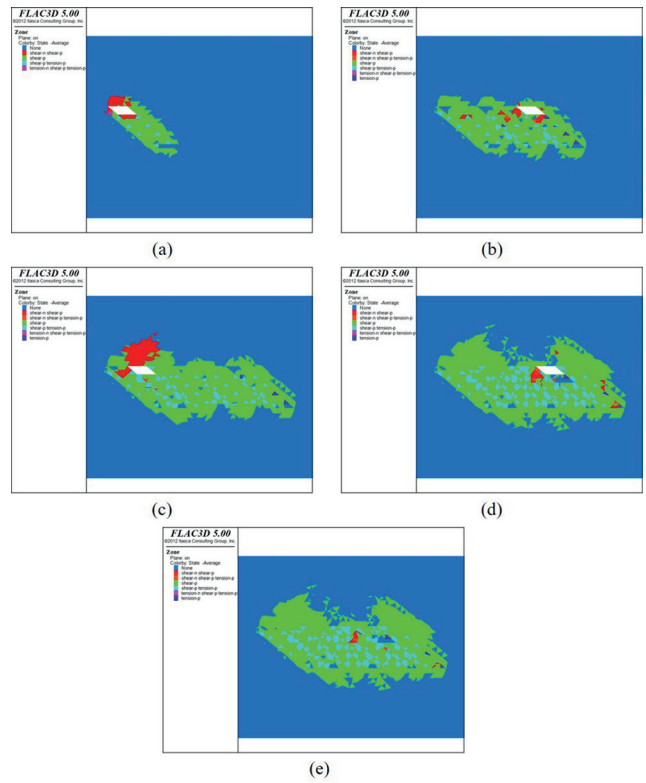 FLAC3D 5.00
©2012 Itasca Consulting Group, Inc.
Zone
Plane: on
Colorby: State -Average
None
shear-n shear-p
shear-n shear-p tension-p
shear-p
shear-p tension-p
tension-n shear-p tension-p
(a)
FLAC3D 5.00
©2012 Itasca Consulting Group, Inc.
Zone
Plane: on
Colorby: State -Average
None
shear-n shear-p
shear-n shear-p tension-p
shear-p
shear-p tension-p
tension-n shear-p tension-p
tension-p
(b)
FLAC3D 5.00
©2012 Itasca Consulting Group, Inc.
Zone
Plane: on
Colorby: State -Average
None
shear-n shear-p
shear-n shear-p tension-p
shear-p
shear-p tension-p
tension-n shear-p tension-p
tension-p
(c)
FLAC3D 5.00
©2012 Itasca Consulting Group, Inc.
Zone
Plane: on
Colorby: State -Average
None
shear-n shear-p
shear-n shear-p tension-p
shear-p
shear-p tension-p
tension-n shear-p tension-p
tension-p
(d)
FLAC3D 5.00
©2012 Itasca Consulting Group, Inc.
Zone
Plane: on
Colorby: State -Average
None
shear-n shear-p
shear-n shear-p tension-p
shear-p
shear-p tension-p
tension-n shear-p tension-p
tension-p
(e)